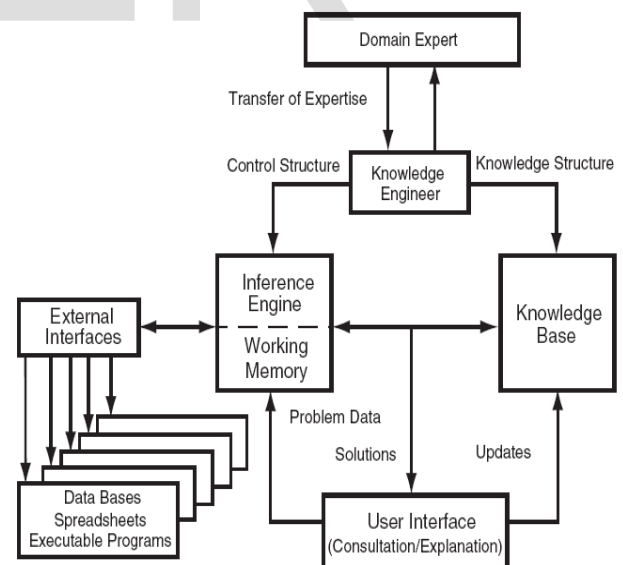 Domain Expert
Transfer of Expertise
Control Structure
Knowledge Structure
Knowledge
Engineer
Inference
Engine
Working
Memory
Knowledge
Base
External
Interfaces
Problem Data
Solutions
Updates
Data Bases
Spreadsheets
Executable Programs
User Interface
(Consultation/Explanation)